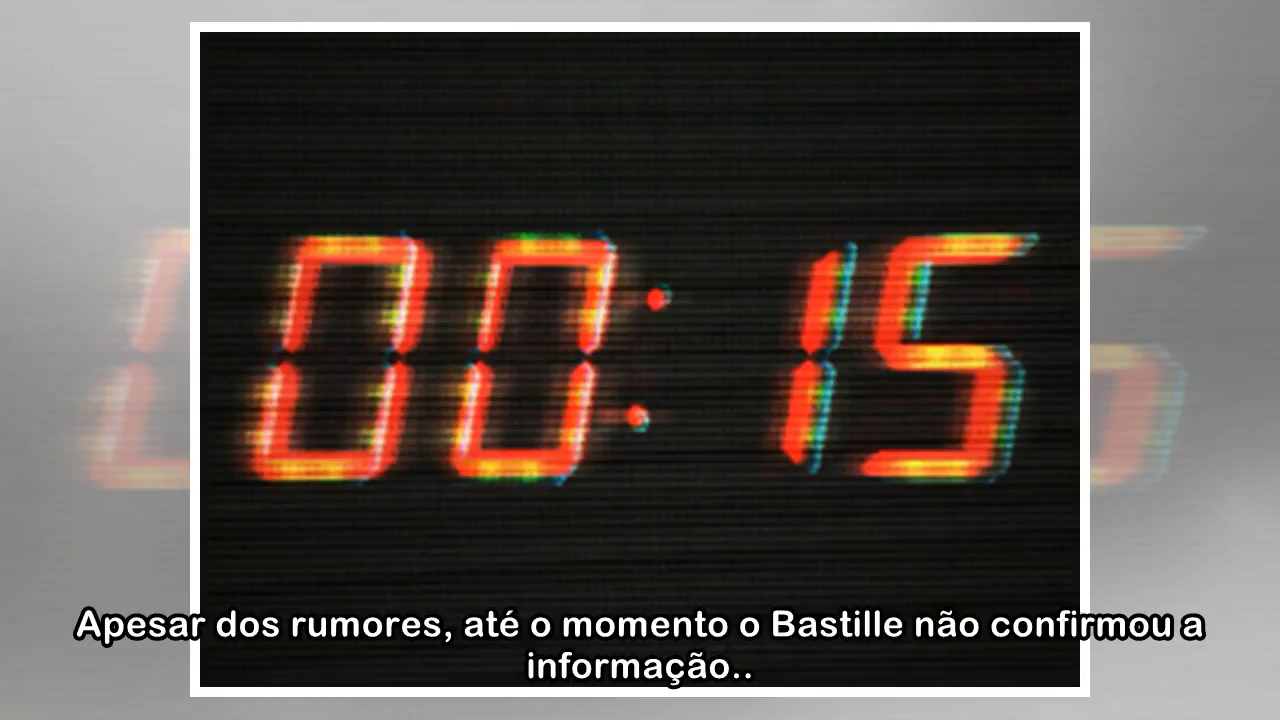 00:15
Apesar dos rumores, até o momento o Bastille não confirmou a
informação..